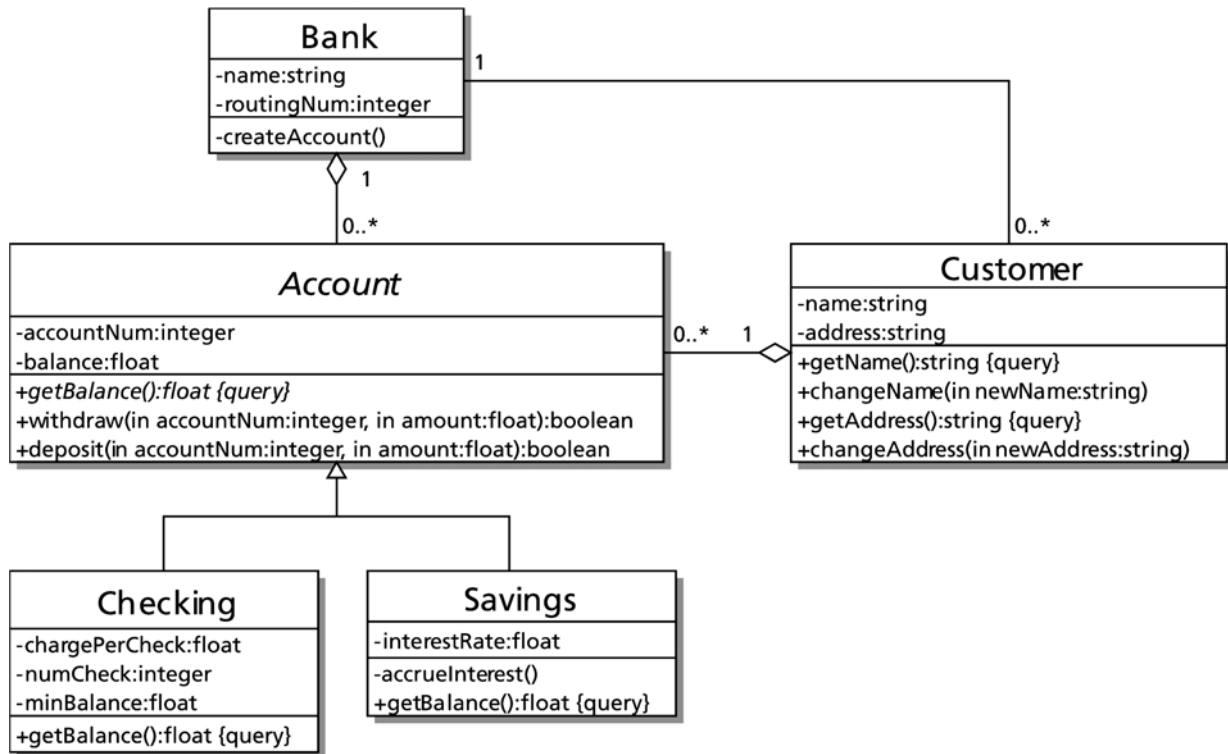 Bank
-name:string
-routingNum:integer
-createAccount()
1
1
0..*
0..*
Account
-accountNum:integer
-balance:float
+getBalance():float {query}
+withdraw(in accountNum:integer, in amount:float):boolean
+deposit(in accountNum:integer, in amount:float):boolean
0..*
1
Customer
-name:string
-address:string
+getName():string {query}
+changeName(in newName:string)
+getAddress():string {query}
+changeAddress(in newAddress:string)
Checking
-chargePerCheck:float
-numCheck:integer
-minBalance:float
+getBalance():float {query}
Savings
-interestRate:float
-accrueInterest()
+getBalance():float {query}